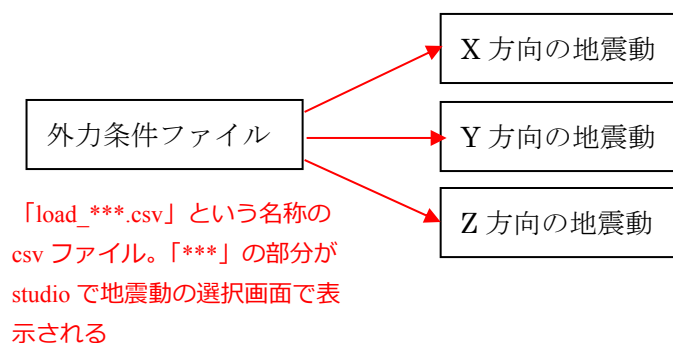 X 方向の地震動
外力条件ファイル
Y 方向の地震動
Z 方向の地震動
「load_***.csv」という名称の
csv ファイル。「***」の部分が
studio で地震動の選択画面で表
示される